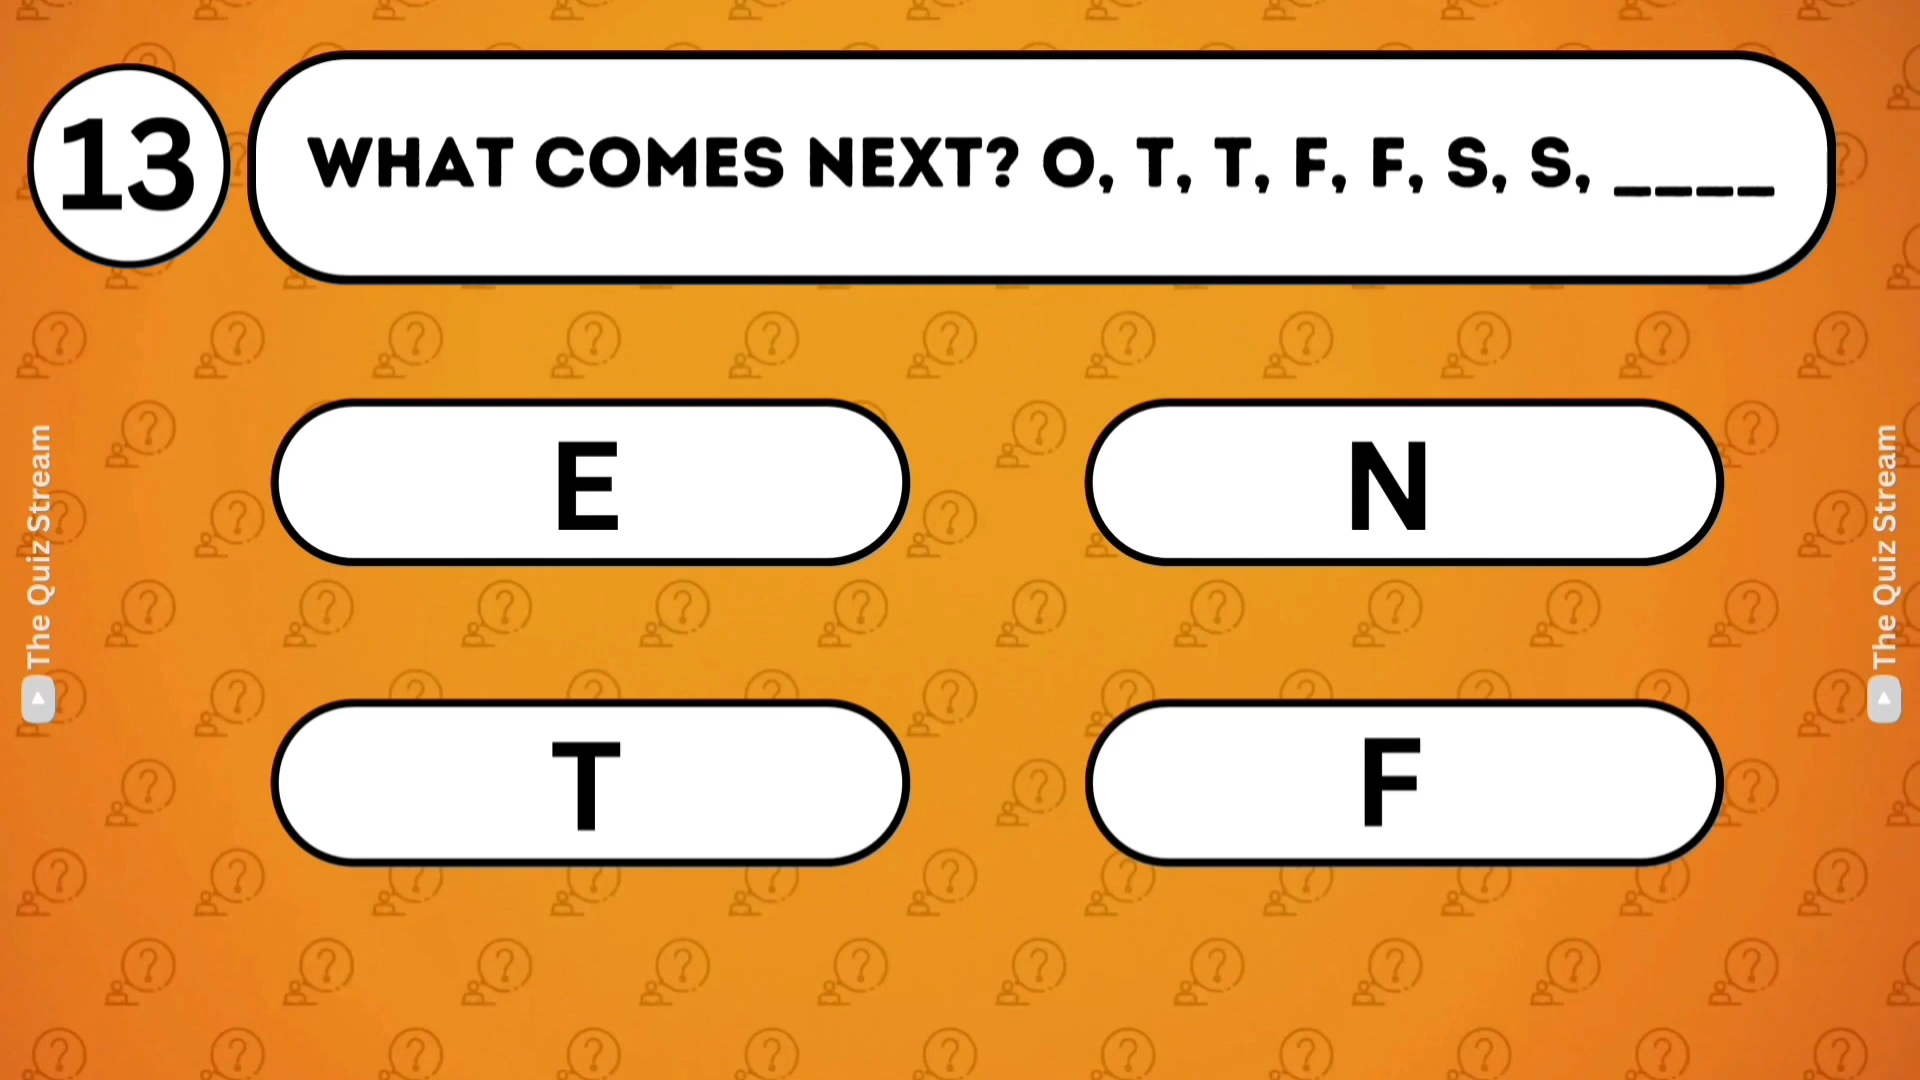 13
WHAT COMES NEXT? O, T, T, F, F, S, S, ____
E
N
T
F
The Quiz Stream
The Quiz Stream